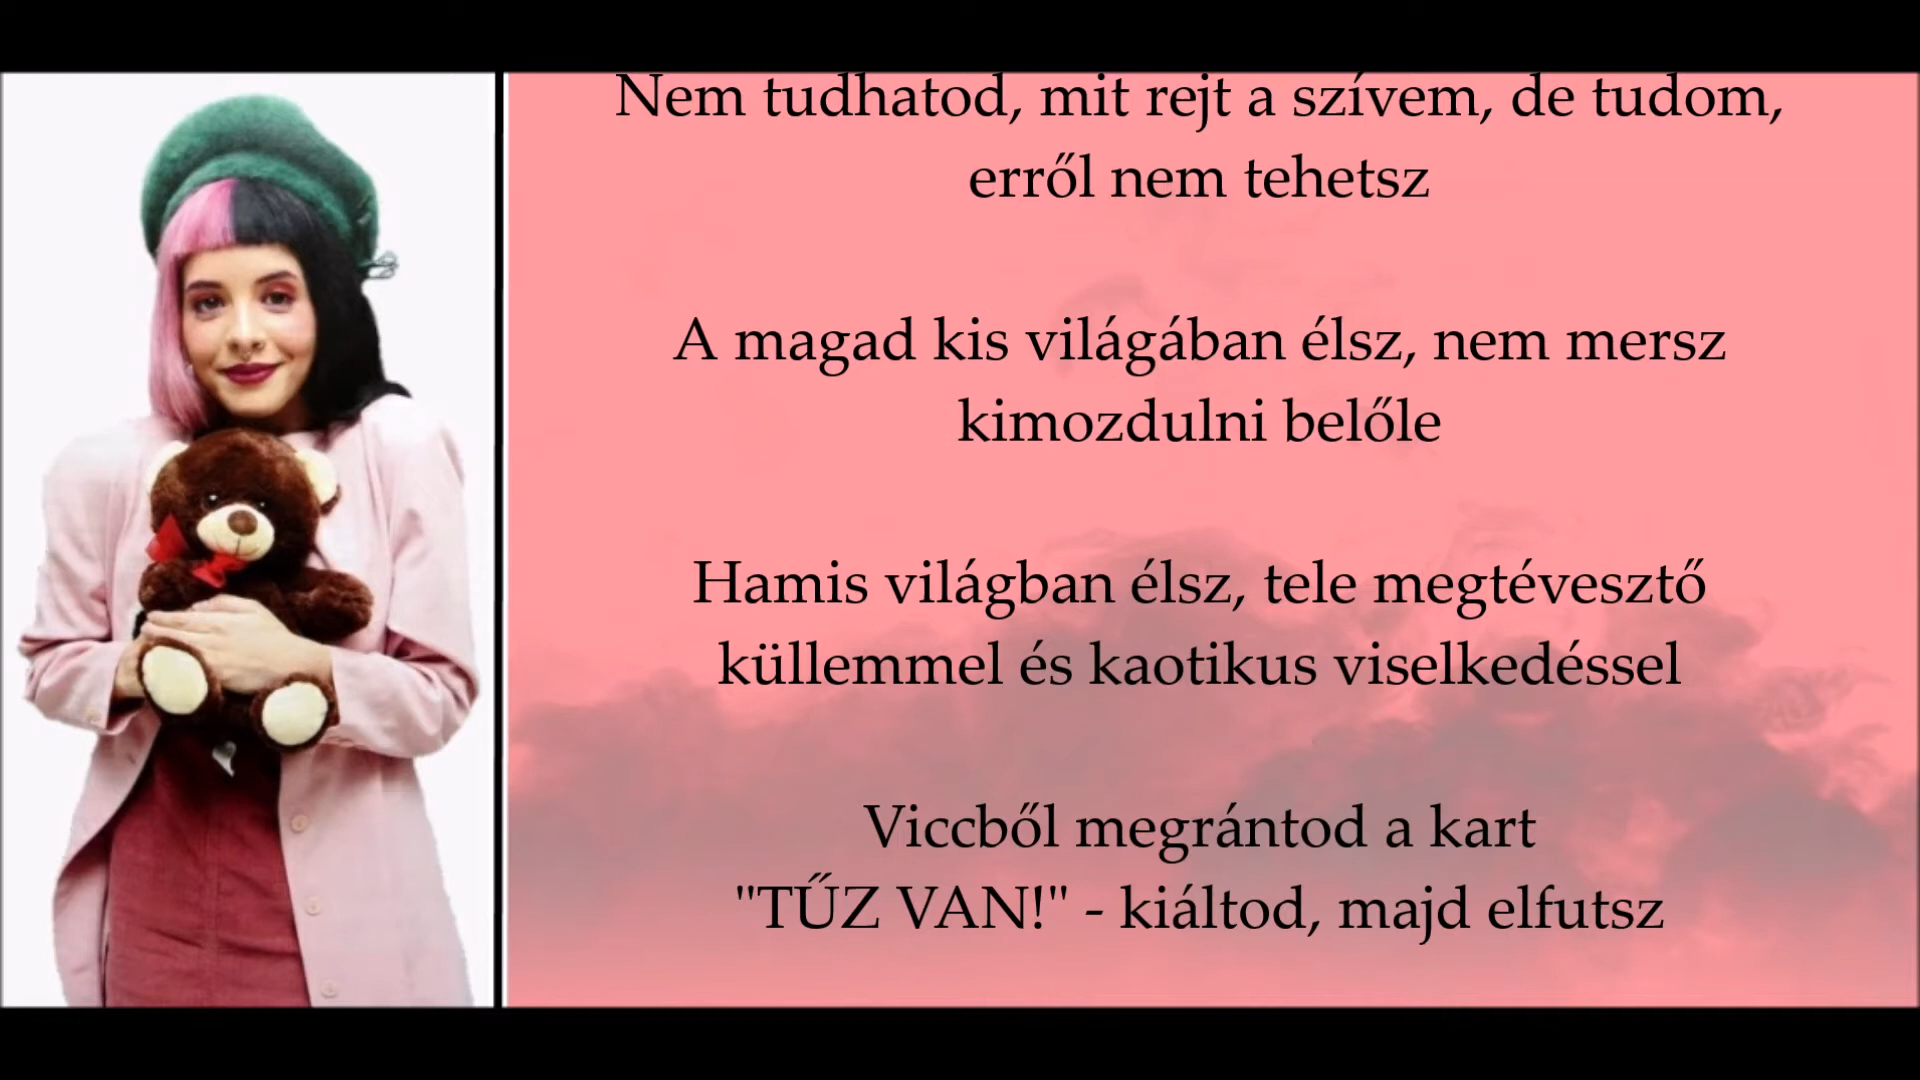 Nem tudhatod, mit rejt a szívem, de tudom,
erről nem tehetsz
A magad kis világában élsz, nem mersz
kimozdulni belőle
Hamis világban élsz, tele megtévesztő
küllemmel és kaotikus viselkedéssel
Viccből megrántod a kart
"TŰZ VAN!" - kiáltod, majd elfutsz